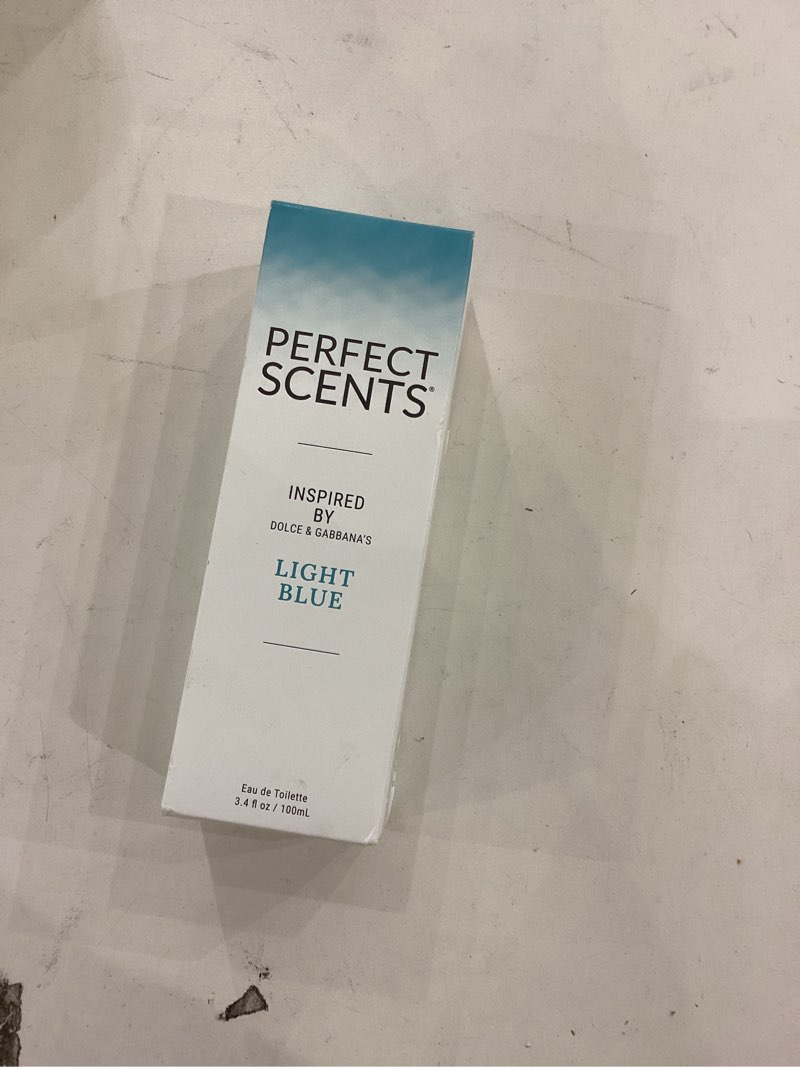 PERFECT
SCENTS®
INSPIRED
BY
DOLCE & GABBANA'S
LIGHT
BLUE
Eau de Toilette
3.4 fl oz / 100mL